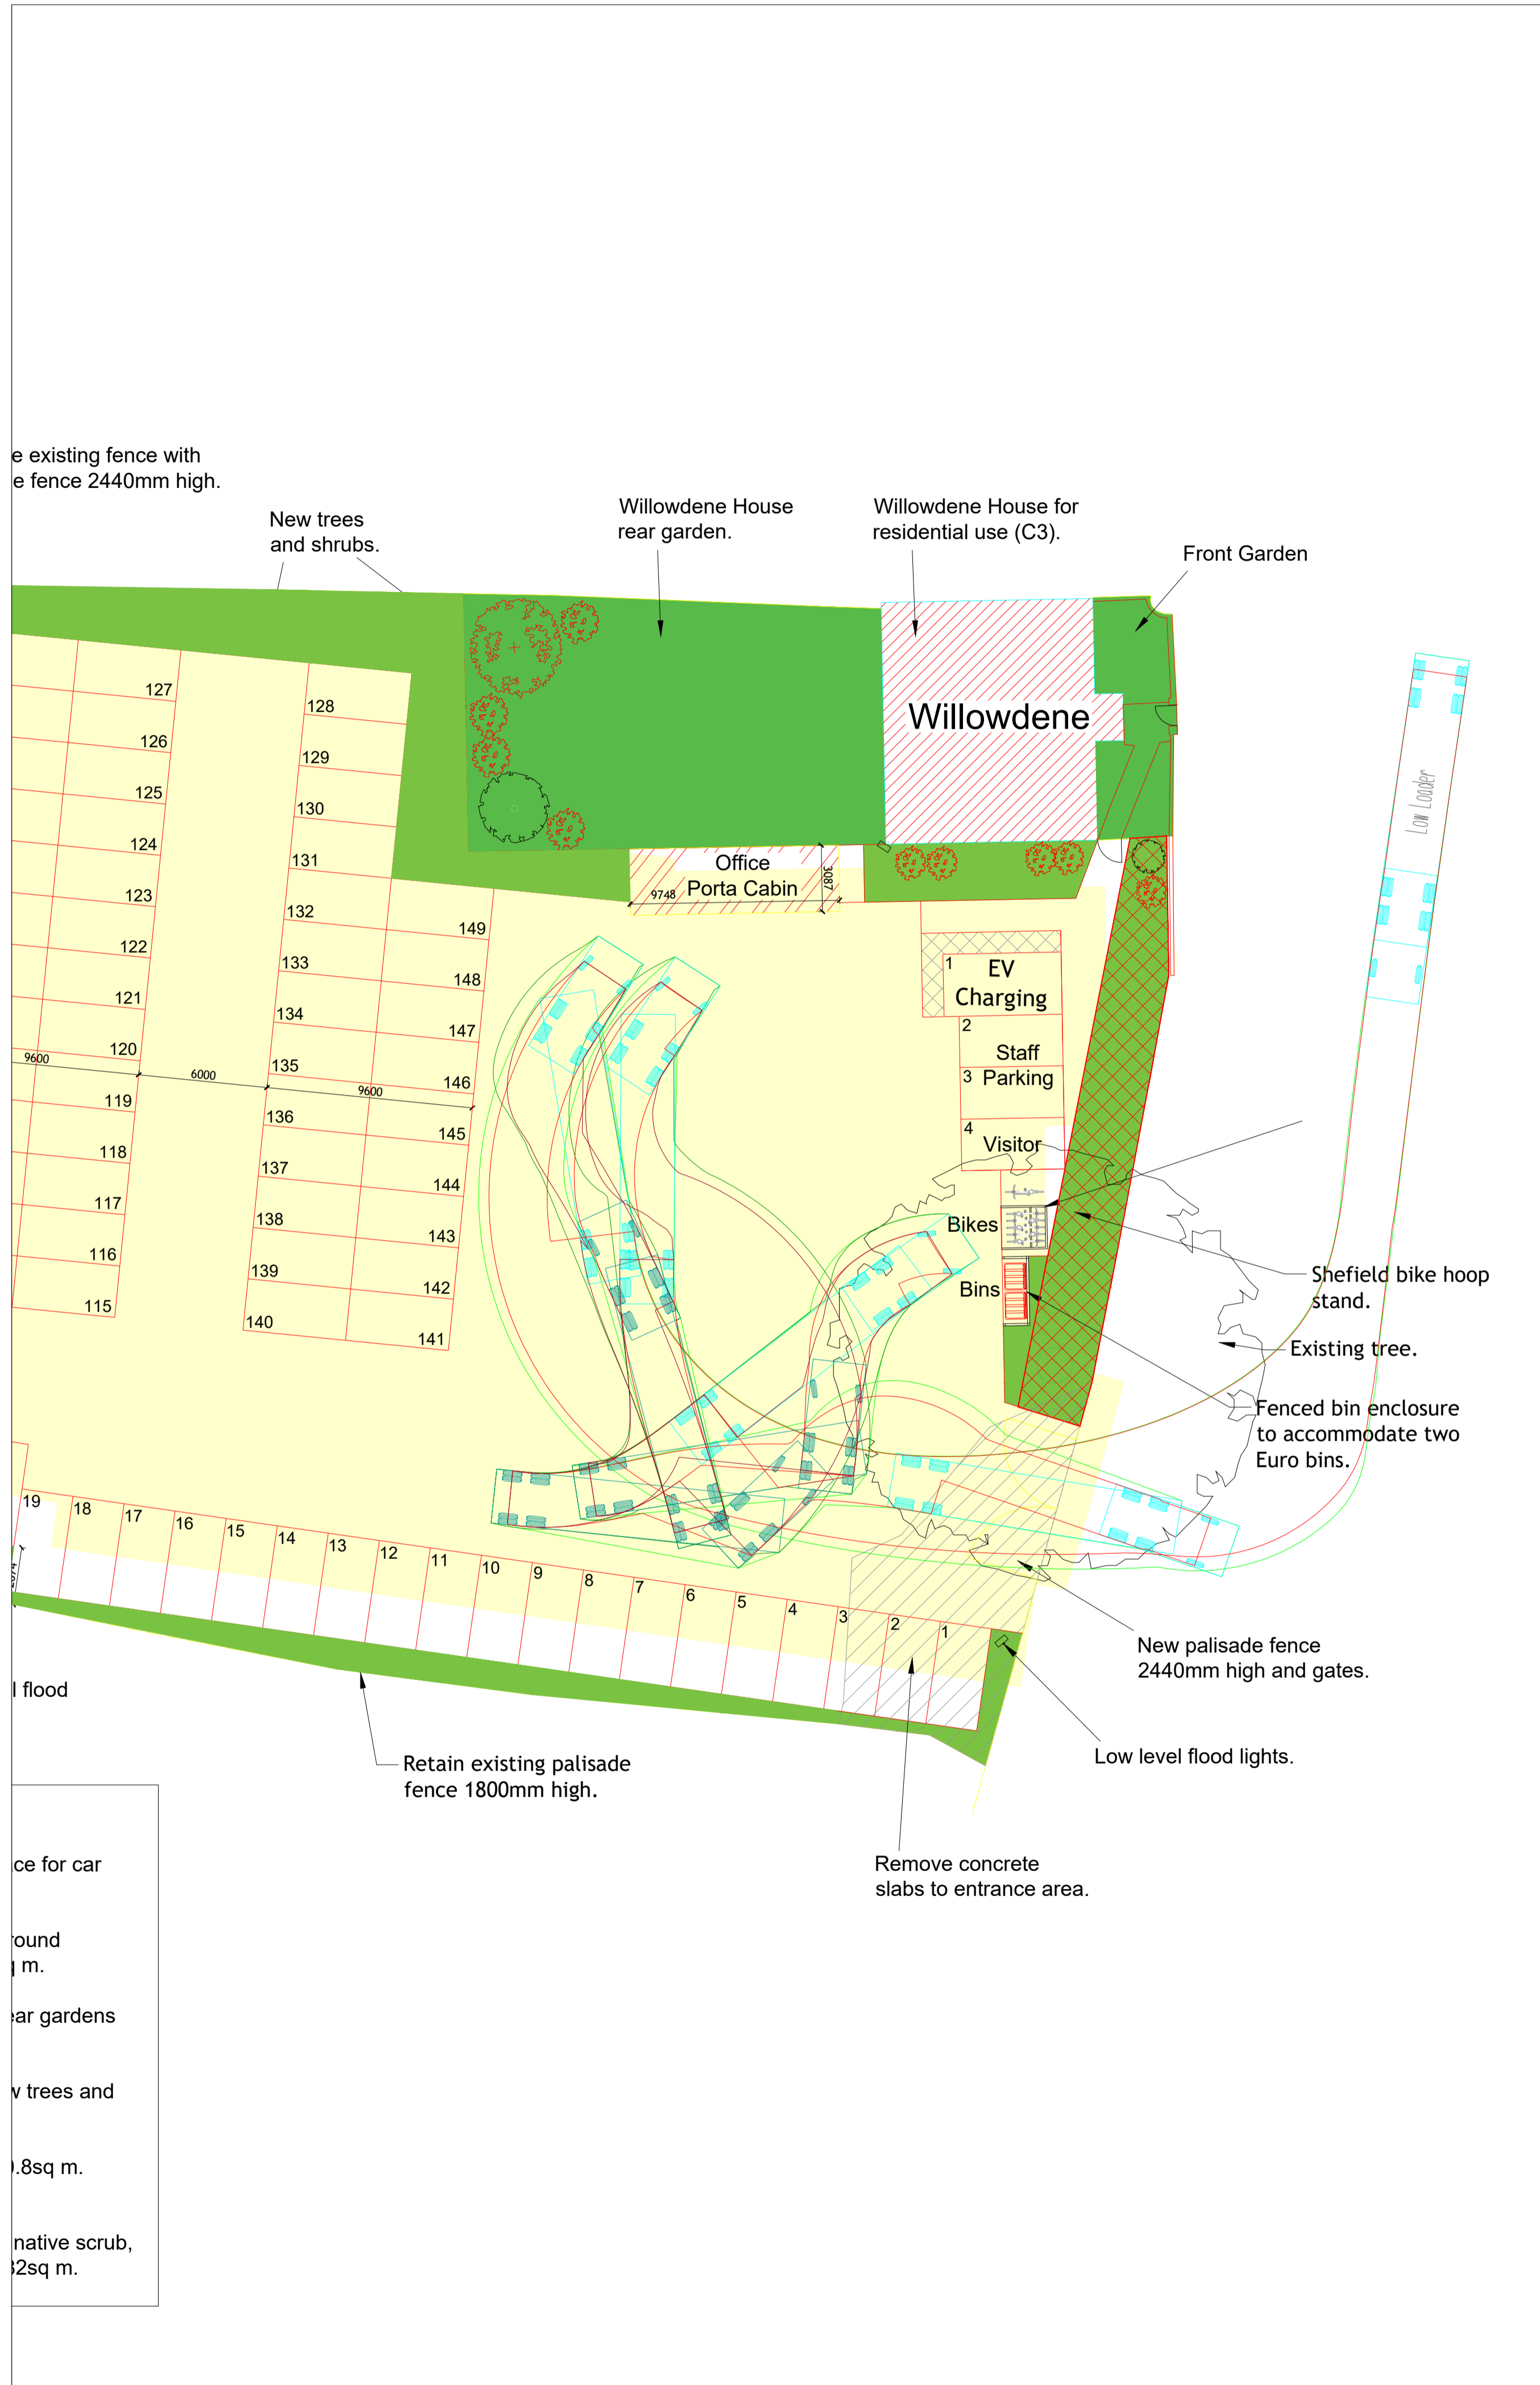 e existing fence with
e fence 2440mm high.
New trees
and shrubs.
Willowdene House
rear garden.
Willowdene House for
residential use (C3).
Front Garden
Willowdene
Low Loader
Office
Porta Cabin
9748
3087
127
126
125
124
123
122
121
120
119
118
117
116
115
128
129
130
131
132
133
134
135
136
137
138
139
140
149
148
147
146
145
144
143
142
141
9600
6000
9600
1
EV
Charging
2
Staff
3
Parking
4
Visitor
Bikes
Bins
Shefield bike hoop
stand.
Existing tree.
Fenced bin enclosure
to accommodate two
Euro bins.
19
18
17
16
15
14
13
12
11
10
9
8
7
6
5
4
3
2
1
New palisade fence
2440mm high and gates.
Low level flood lights.
l flood
Retain existing palisade
fence 1800mm high.
Remove concrete
slabs to entrance area.
ce for car
round
q m.
ear gardens
w trees and
.8sq m.
native scrub,
32sq m.